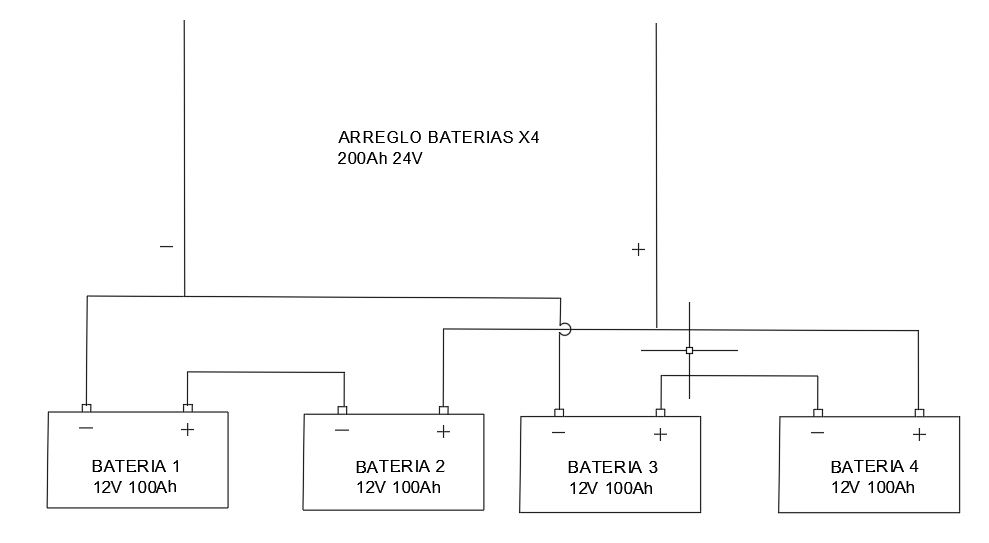 ARREGLO BATERIAS X4
200Ah 24V
−
+
− +
BATERIA 1
12V 100Ah
− +
BATERIA 2
12V 100Ah
− +
BATERIA 3
12V 100Ah
− +
BATERIA 4
12V 100Ah